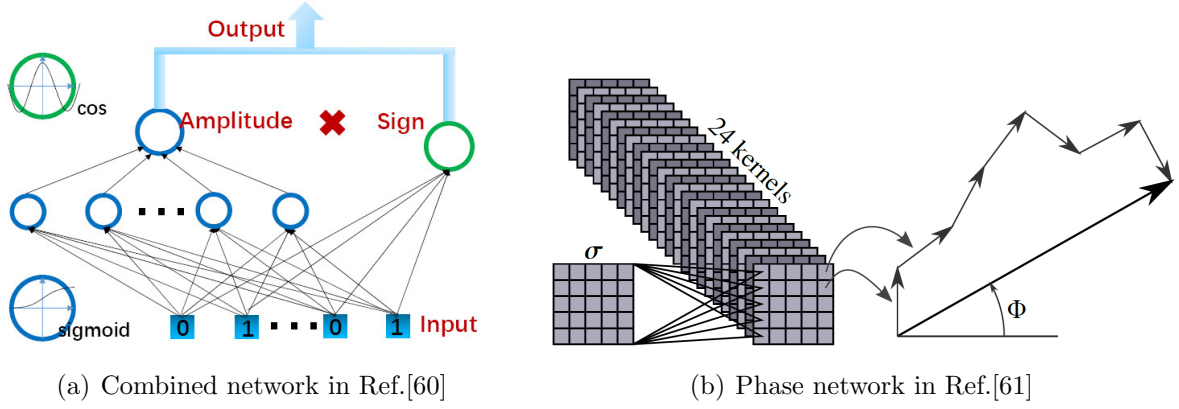 Output
cos
Amplitude ✖ Sign
sigmoid
0 1 0 1 Input
(a) Combined network in Ref.[60]
24 kernels
σ
Φ
(b) Phase network in Ref.[61]